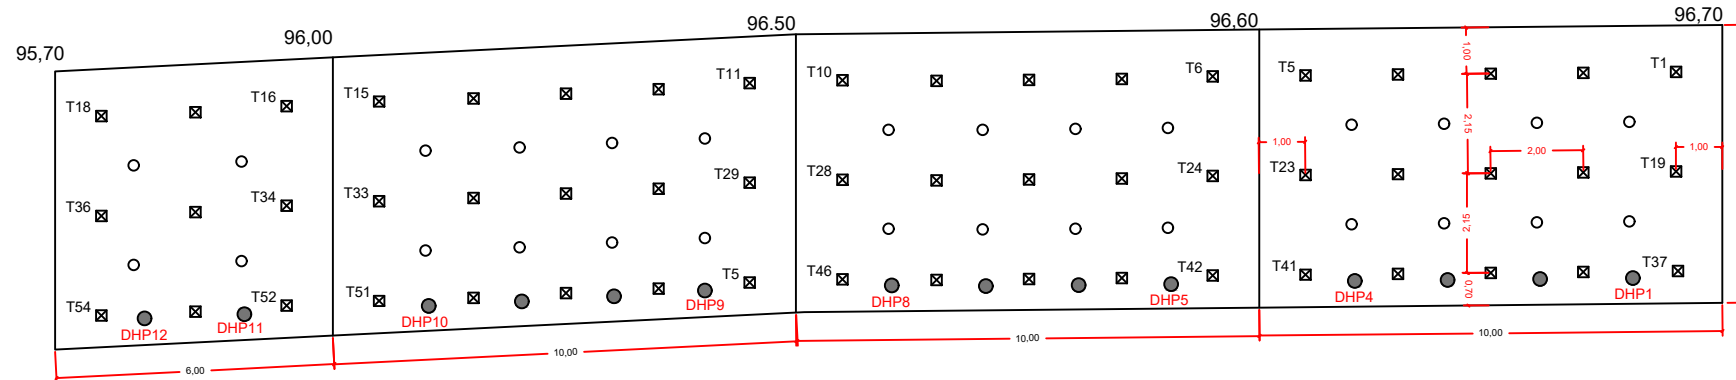 95,70
96,00
96.50
96,60
96,70
T18
T16
T15
T11
T10
T6
T5
T1
1,00
2,15
1,00
2,00
1,00
T36
T34
T33
T29
T28
T24
T23
T19
2,15
T54
T52
T51
T5
T46
T42
T41
T37
0,70
DHP12
DHP11
DHP10
DHP9
DHP8
DHP5
DHP4
DHP1
6,00
10,00
10.00
10,00